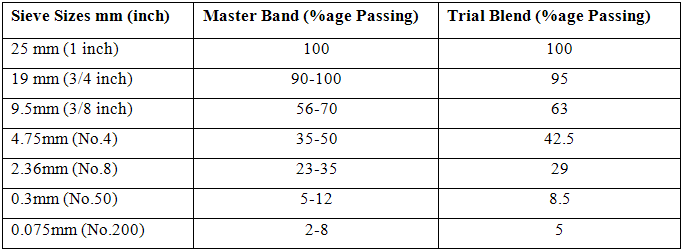 Sieve Sizes mm (inch) Master Band (%age Passing) Trial Blend (%age Passing)
25 mm (1 inch) 100 100
19 mm (3/4 inch) 90-100 95
9.5mm (3/8 inch) 56-70 63
4.75mm (No.4) 35-50 42.5
2.36mm (No.8) 23-35 29
0.3mm (No.50) 5-12 8.5
0.075mm (No.200) 2-8 5